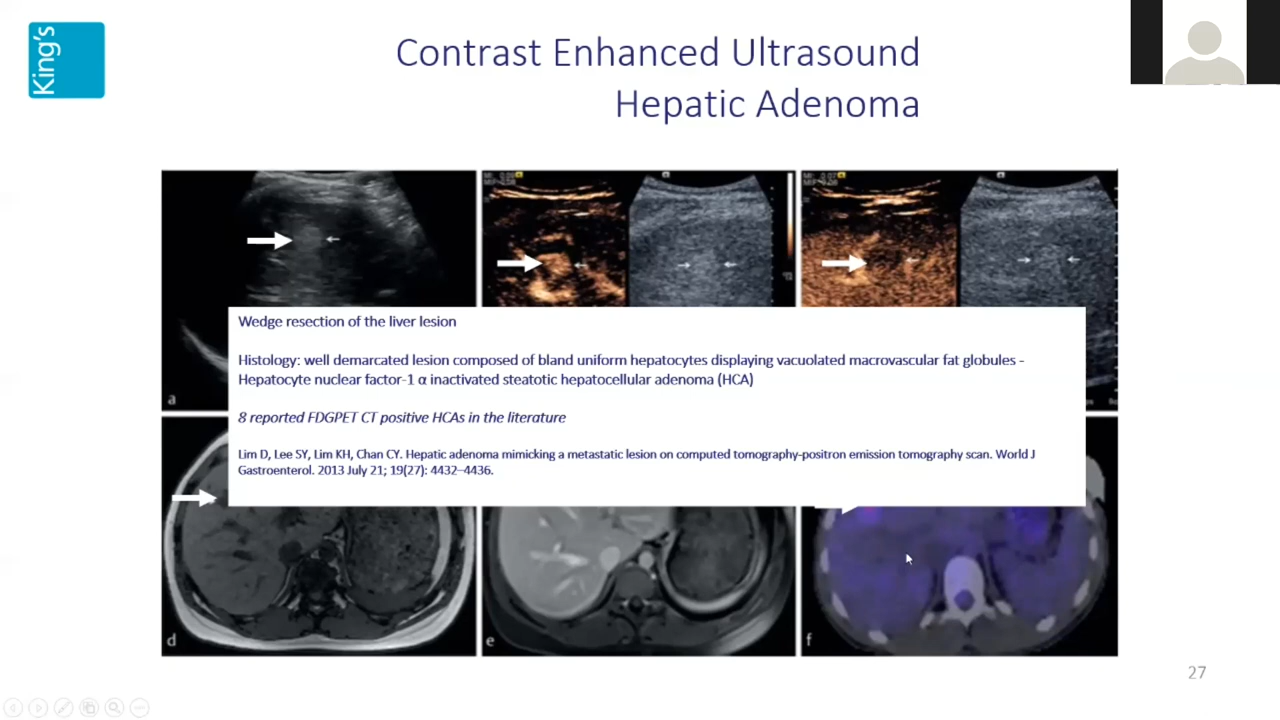 King's
Contrast Enhanced Ultrasound
Hepatic Adenoma
a
Wedge resection of the liver lesion
Histology: well demarcated lesion composed of bland uniform hepatocytes displaying vacuolated macrovascular fat globules -
Hepatocyte nuclear factor-1 α inactivated steatotic hepatocellular adenoma (HCA)
8 reported FDGPET CT positive HCAs in the literature
Lim D, Lee SY, Lim KH, Chan CY. Hepatic adenoma mimicking a metastatic lesion on computed tomography-positron emission tomography scan. World J
Gastroenterol. 2013 July 21; 19(27): 4432–4436.
d
e
f
27